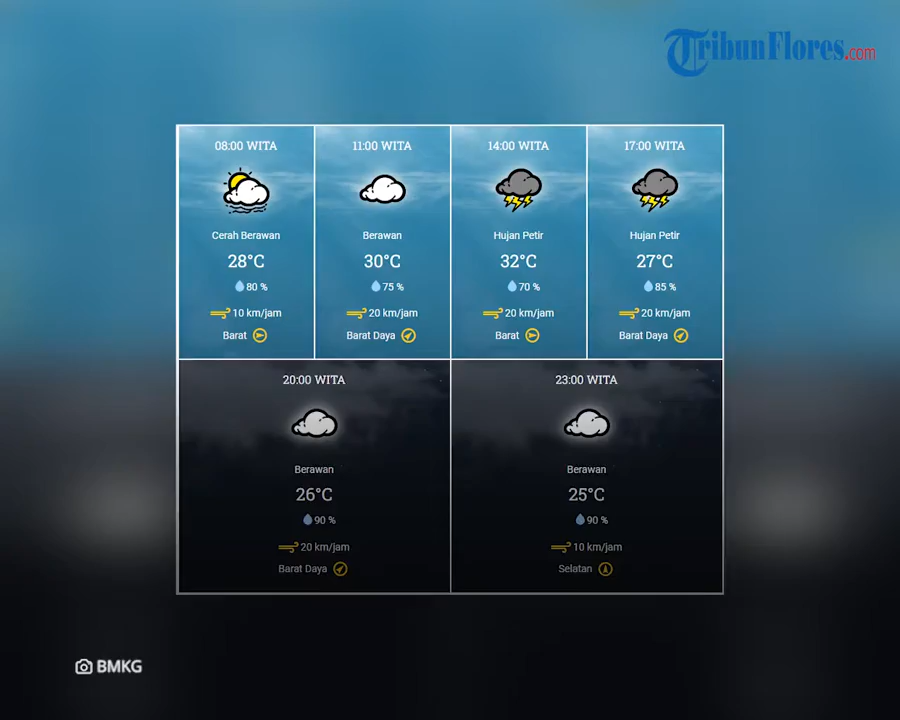 TribunFlores.com
08:00 WITA
Cerah Berawan
28°C
80 %
10 km/jam
Barat
11:00 WITA
Berawan
30°C
75 %
20 km/jam
Barat Daya
14:00 WITA
Hujan Petir
32°C
70 %
20 km/jam
Barat
17:00 WITA
Hujan Petir
27°C
85 %
20 km/jam
Barat Daya
20:00 WITA
Berawan
26°C
90 %
20 km/jam
Barat Daya
23:00 WITA
Berawan
25°C
90 %
10 km/jam
Selatan
BMKG